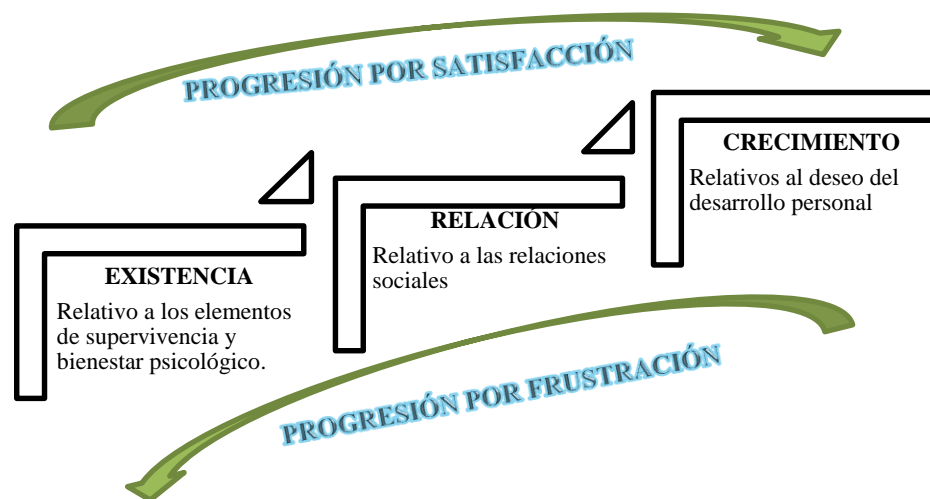 PROGRESIÓN POR SATISFACCIÓN
CRECIMIENTO
Relativos al deseo del
desarrollo personal
RELACIÓN
Relativo a las relaciones
sociales
EXISTENCIA
Relativo a los elementos
de supervivencia y
bienestar psicológico.
PROGRESIÓN POR FRUSTRACIÓN